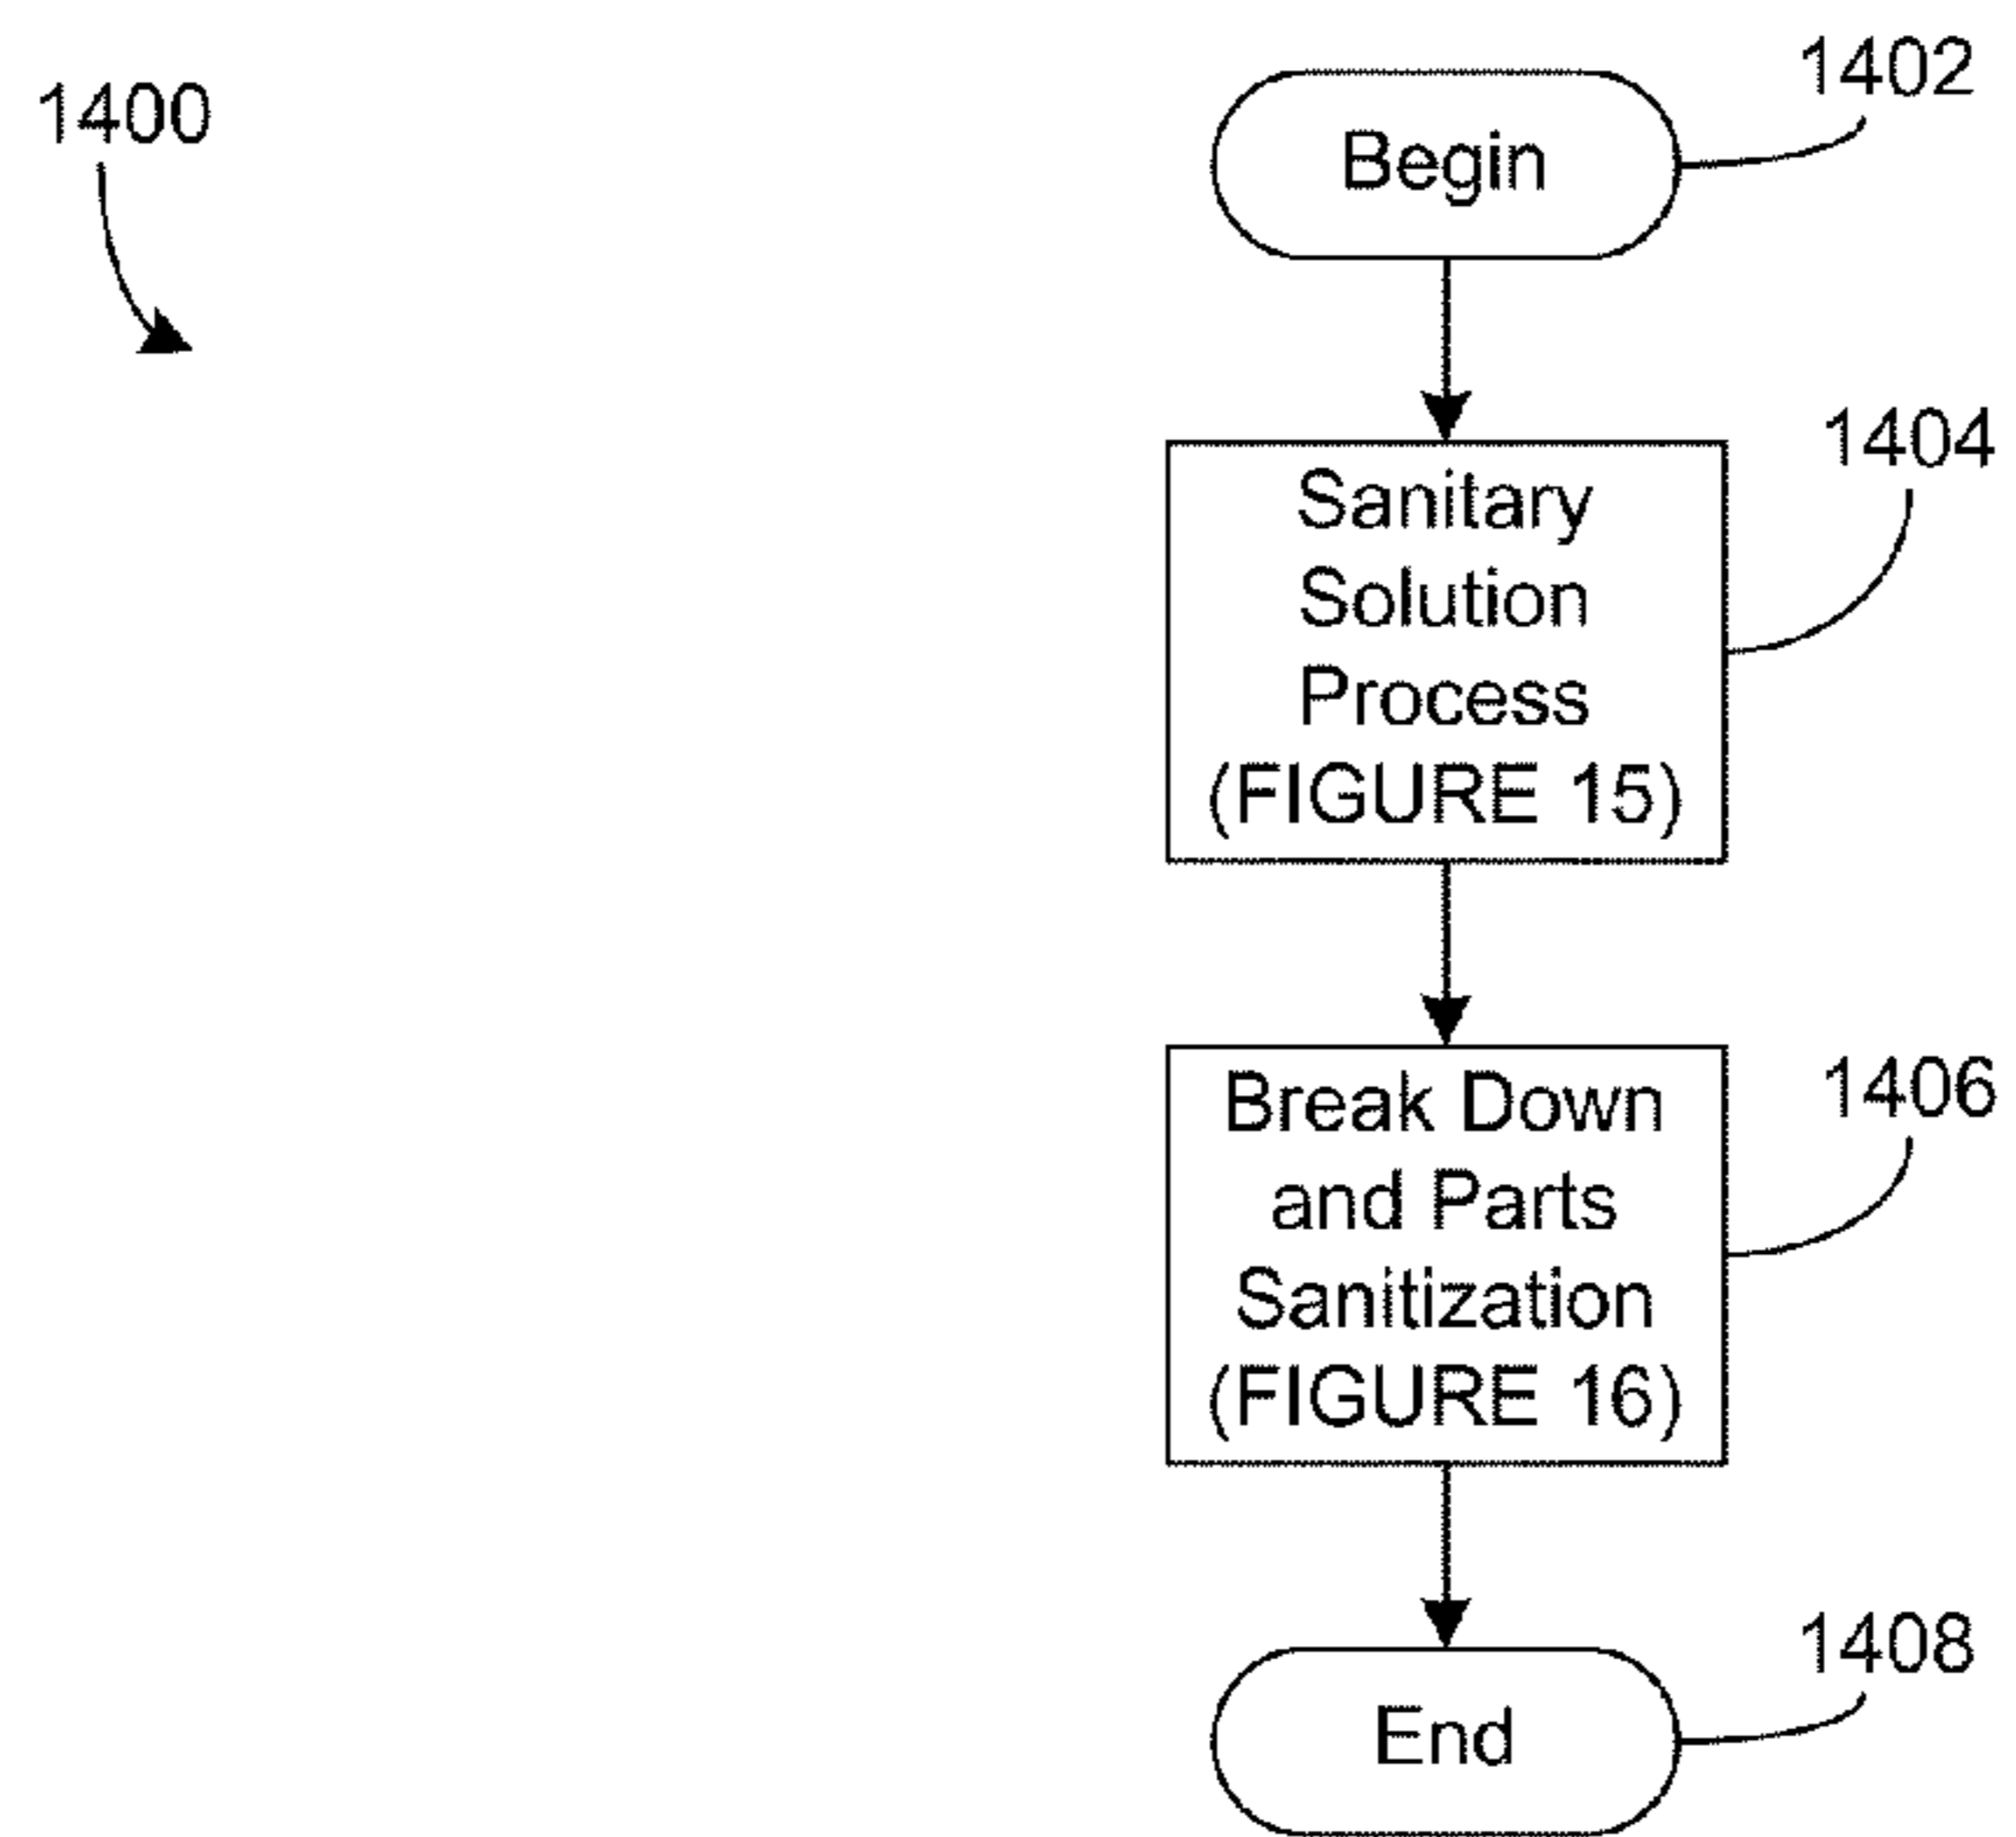 1400
1402
Begin
1404
Sanitary
Solution
Process
(FIGURE 15)
1406
Break Down
and Parts
Sanitization
(FIGURE 16)
1408
End